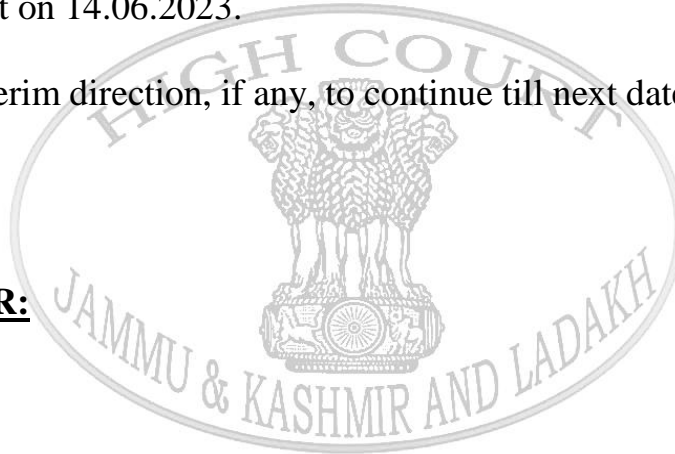 t on 14.06.2023.
HIGH COURT
erim direction, if any, to continue till next date
R:
JAMMU & KASHMIR AND LADAKH